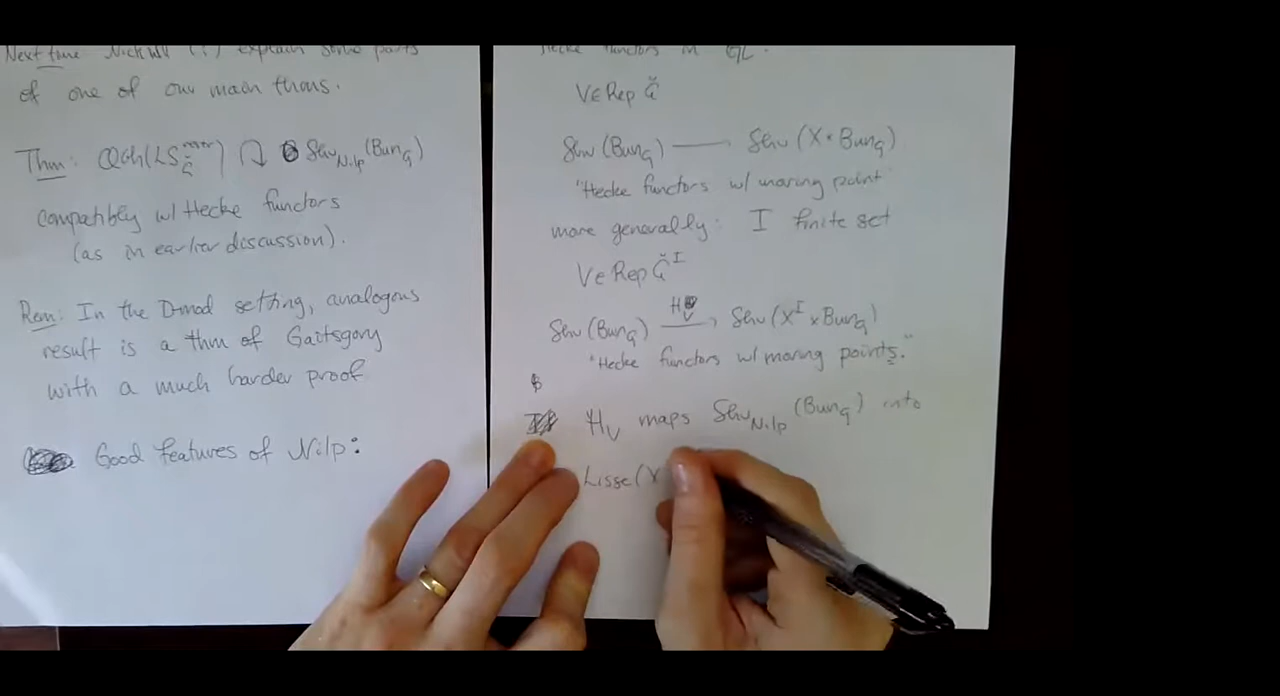 Next time Nick will (?) explain some parts
of one of our main thms.
Thm: QCoh(LS_Ǧ^restr) ↷ Shv_Nilp(Bun_G)
compatibly w/ Hecke functors
(as in earlier discussion).
Rem: In the D-mod setting, analogous
result is a thm of Gaitsgory
with a much harder proof
Good features of Nilp:
Hecke functors in GL.
V∈Rep Ǧ
Shv(Bun_G) → Shv(X×Bun_G)
"Hecke functors w/ moving point"
more generally: I finite set
V∈Rep Ǧ^I
Shv(Bun_G) →^{H_V} Shv(X^I×Bun_G)
"Hecke functors w/ moving points."
H_V maps Shv_Nilp(Bun_G) into
Lisse(X